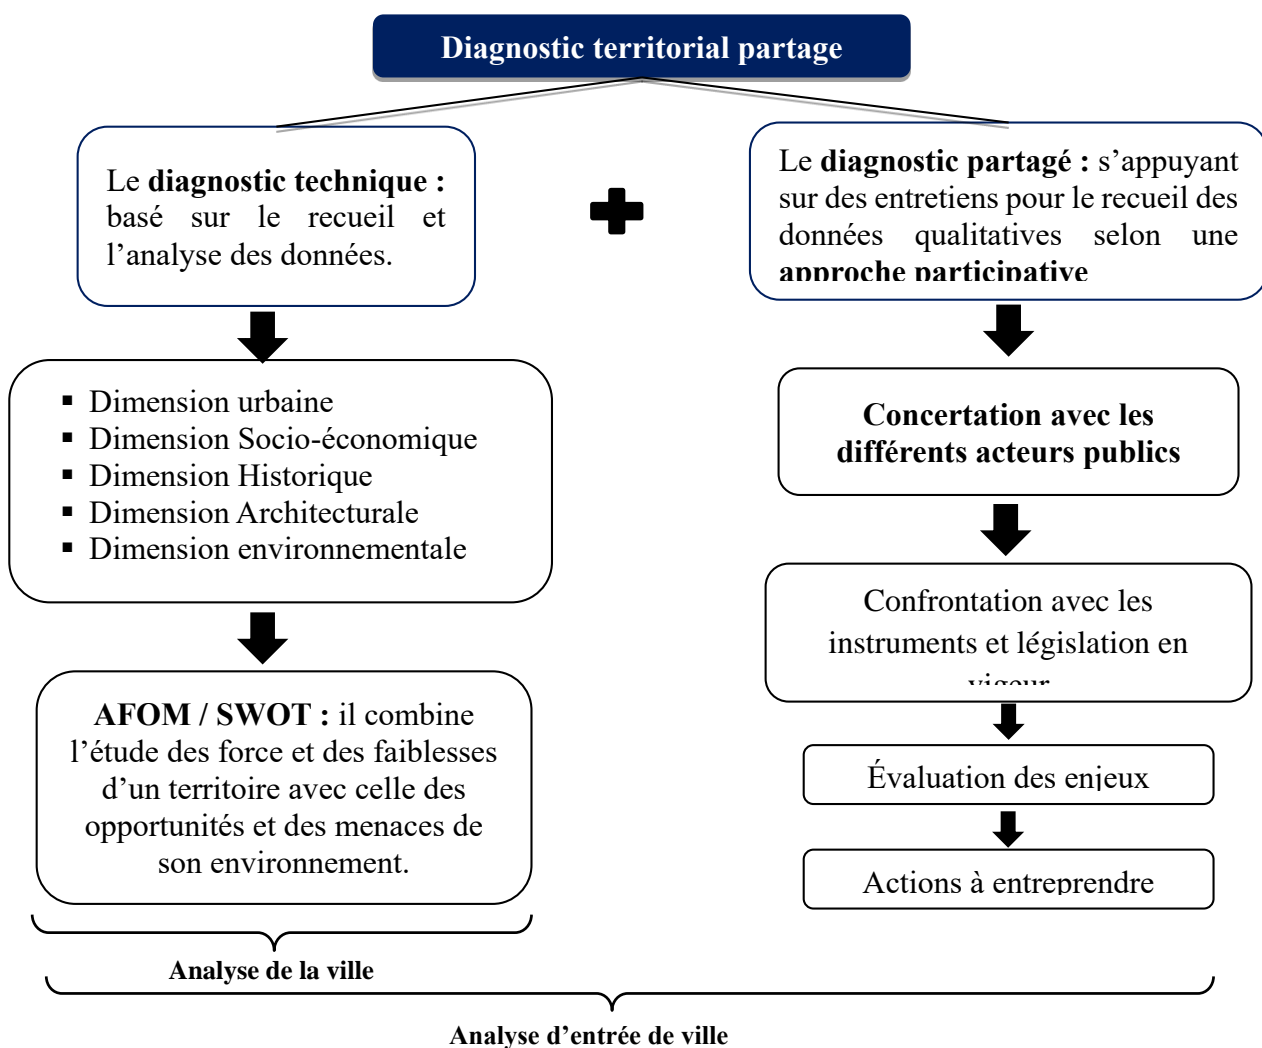 Diagnostic territorial partage
Le diagnostic technique :
basé sur le recueil et
l’analyse des données.
Le diagnostic partagé : s’appuyant
sur des entretiens pour le recueil des
données qualitatives selon une
approche participative
▪ Dimension urbaine
▪ Dimension Socio-économique
▪ Dimension Historique
▪ Dimension Architecturale
▪ Dimension environnementale
Concertation avec les
différents acteurs publics
Confrontation avec les
instruments et législation en
vigeur
AFOM / SWOT : il combine
l’étude des force et des faiblesses
d’un territoire avec celle des
opportunités et des menaces de
son environnement.
Évaluation des enjeux
Actions à entreprendre
Analyse de la ville
Analyse d’entrée de ville